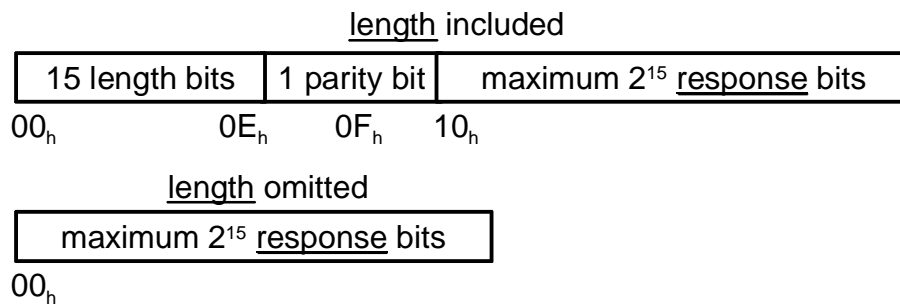 length included
15 length bits 1 parity bit maximum 2¹⁵ response bits
00ₕ 0Eₕ 0Fₕ 10ₕ
length omitted
maximum 2¹⁵ response bits
00ₕ